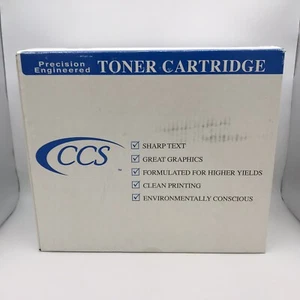 Precision
Engineered
TONER CARTRIDGE
CCS
SHARP TEXT
GREAT GRAPHICS
FORMULATED FOR HIGHER YIELDS
CLEAN PRINTING
ENVIRONMENTALLY CONSCIOUS